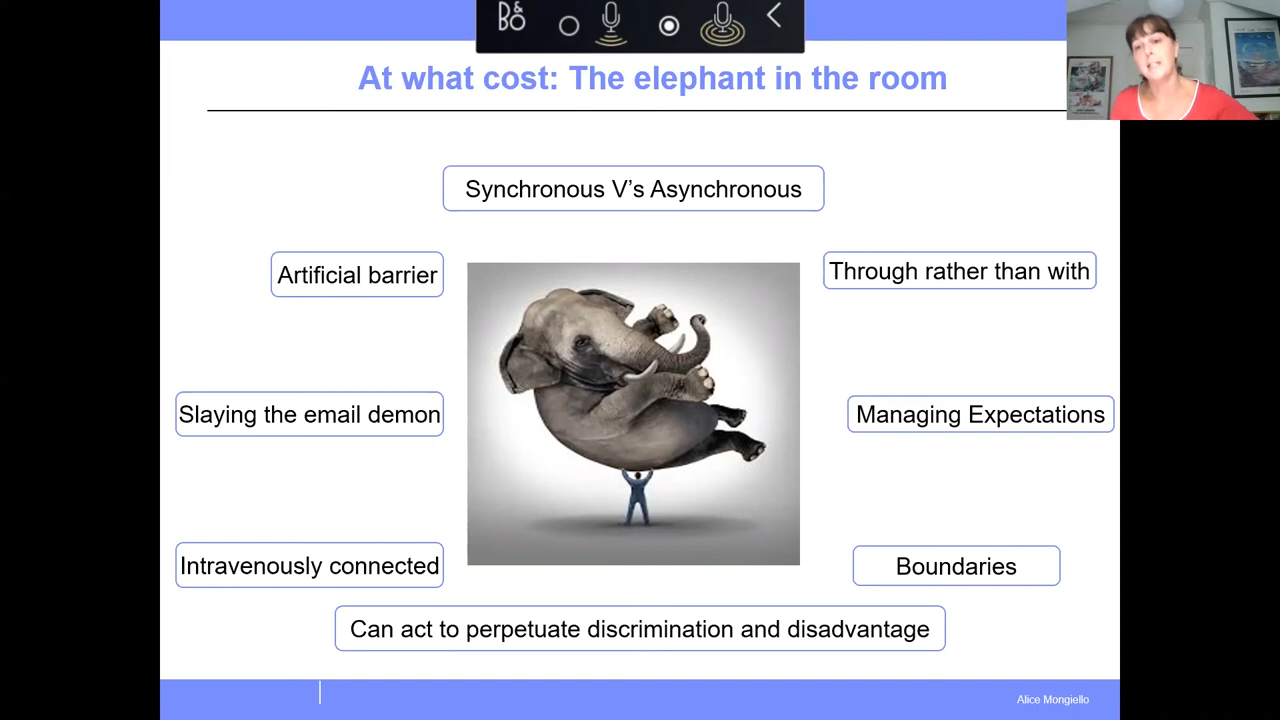 B&O
At what cost: The elephant in the room
Synchronous V’s Asynchronous
Artificial barrier
Through rather than with
Slaying the email demon
Managing Expectations
Intravenously connected
Boundaries
Can act to perpetuate discrimination and disadvantage
Alice Mongiello